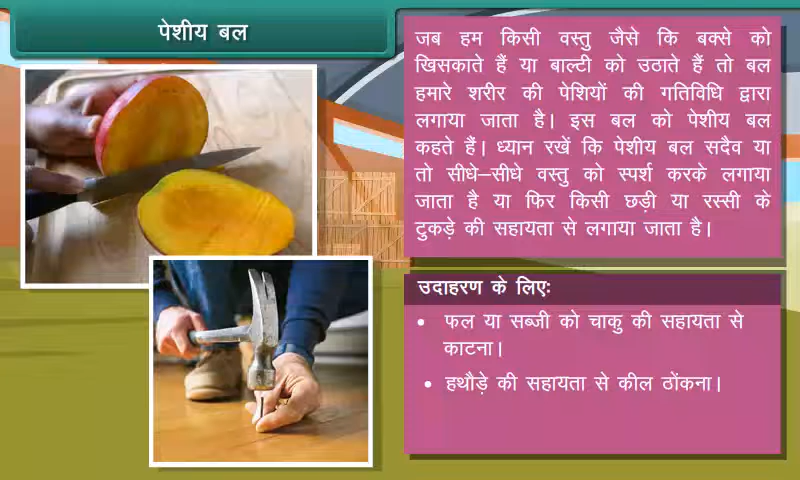 पेशीय बल
जब हम किसी वस्तु जैसे कि बक्से को
खिसकाते हैं या बाल्टी को उठाते हैं तो बल
हमारे शरीर की पेशियों की गतिविधि द्वारा
लगाया जाता है। इस बल को पेशीय बल
कहते हैं। ध्यान रखें कि पेशीय बल सदैव या
तो सीधे–सीधे वस्तु को स्पर्श करके लगाया
जाता है या फिर किसी छड़ी या रस्सी के
टुकड़े की सहायता से लगाया जाता है।
उदाहरण के लिएः
• फल या सब्जी को चाकु की सहायता से
काटना।
• हथौड़े की सहायता से कील ठोंकना।